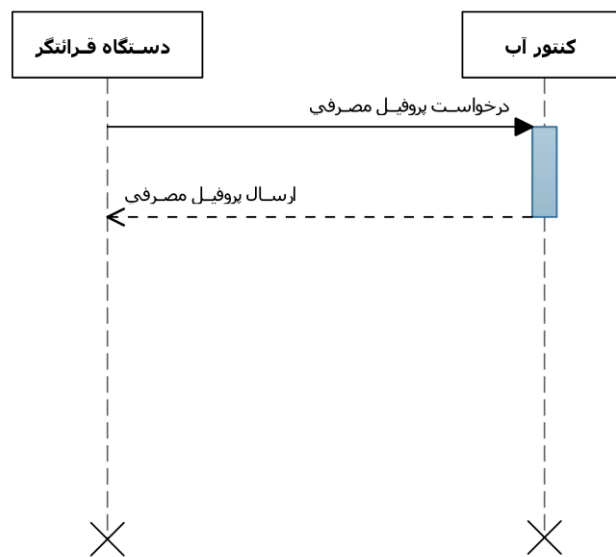 کنتور آب
دستگاه قرائتگر
درخواست پروفیل مصرفي
ارسال پروفیل مصرفی